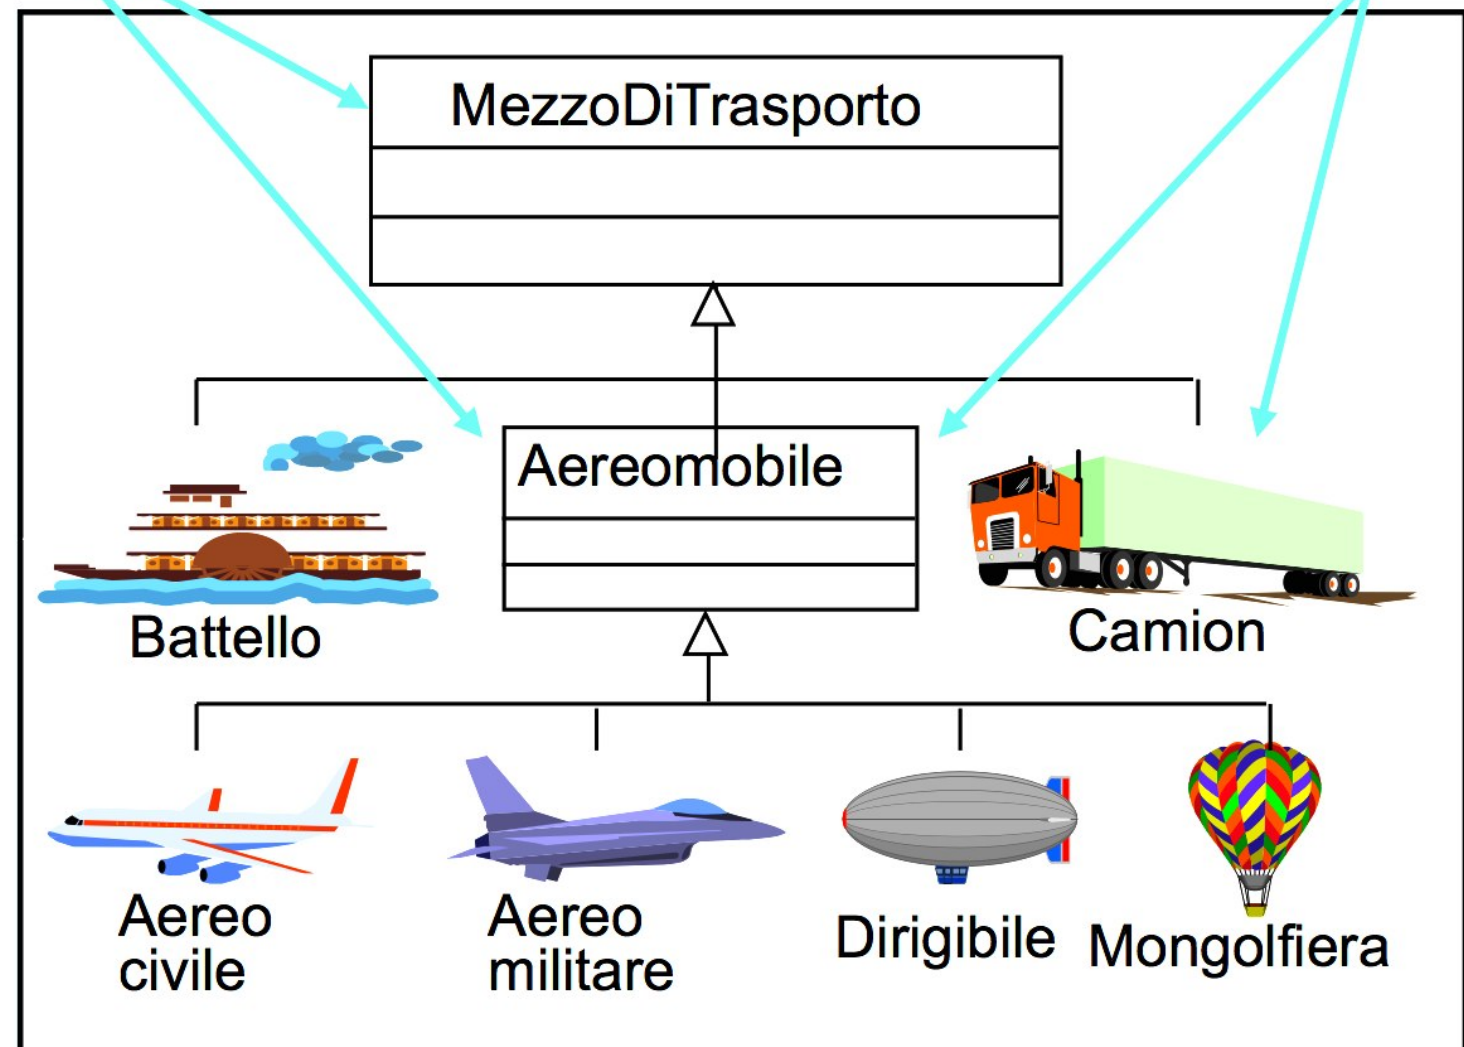 MezzoDiTrasporto
Aereomobile
Battello
Camion
Aereo
civile
Aereo
militare
Dirigibile
Mongolfiera